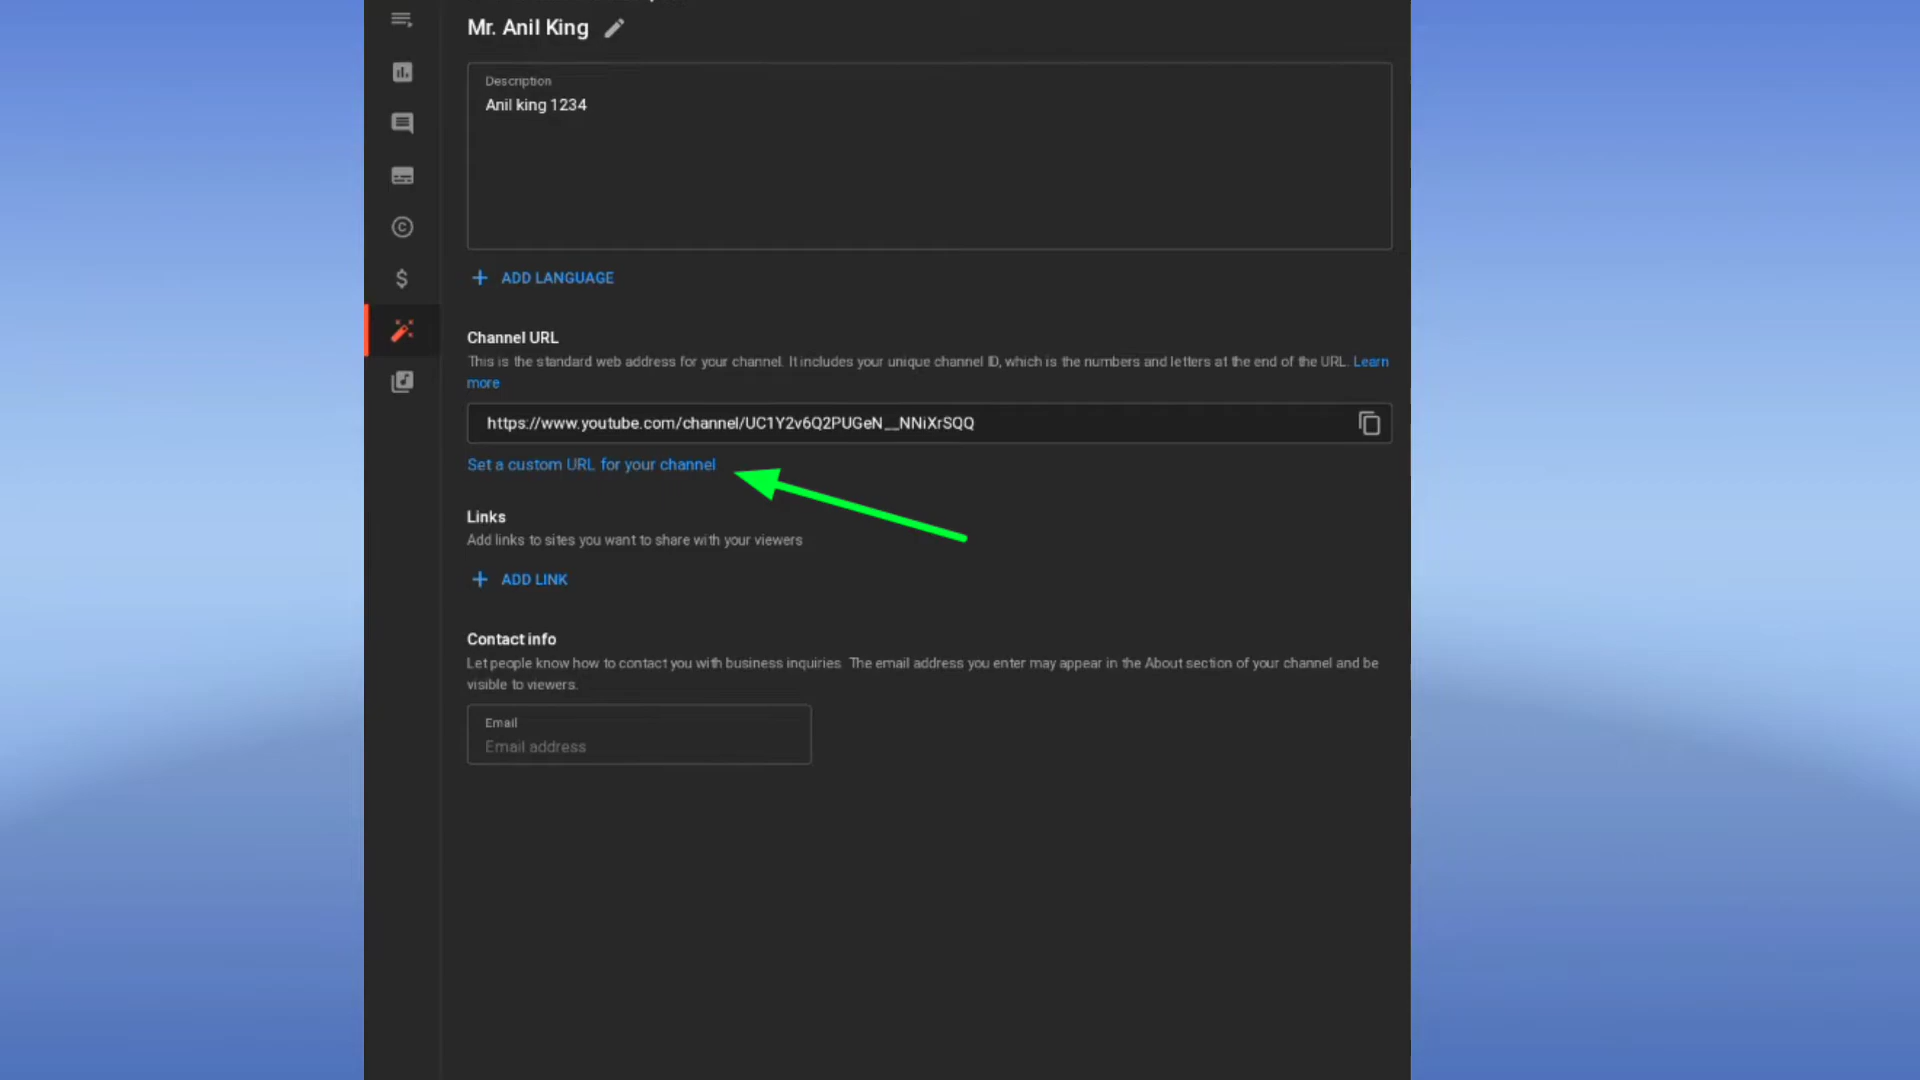 Mr. Anil King
Description
Anil king 1234
ADD LANGUAGE
Channel URL
This is the standard web address for your channel. It includes your unique channel ID, which is the numbers and letters at the end of the URL. Learn
more
https://www.youtube.com/channel/UC1Y2v6Q2PUGeN__NNiXrSQQ
Set a custom URL for your channel
Links
Add links to sites you want to share with your viewers
ADD LINK
Contact info
Let people know how to contact you with business inquiries. The email address you enter may appear in the About section of your channel and be
visible to viewers.
Email
Email address